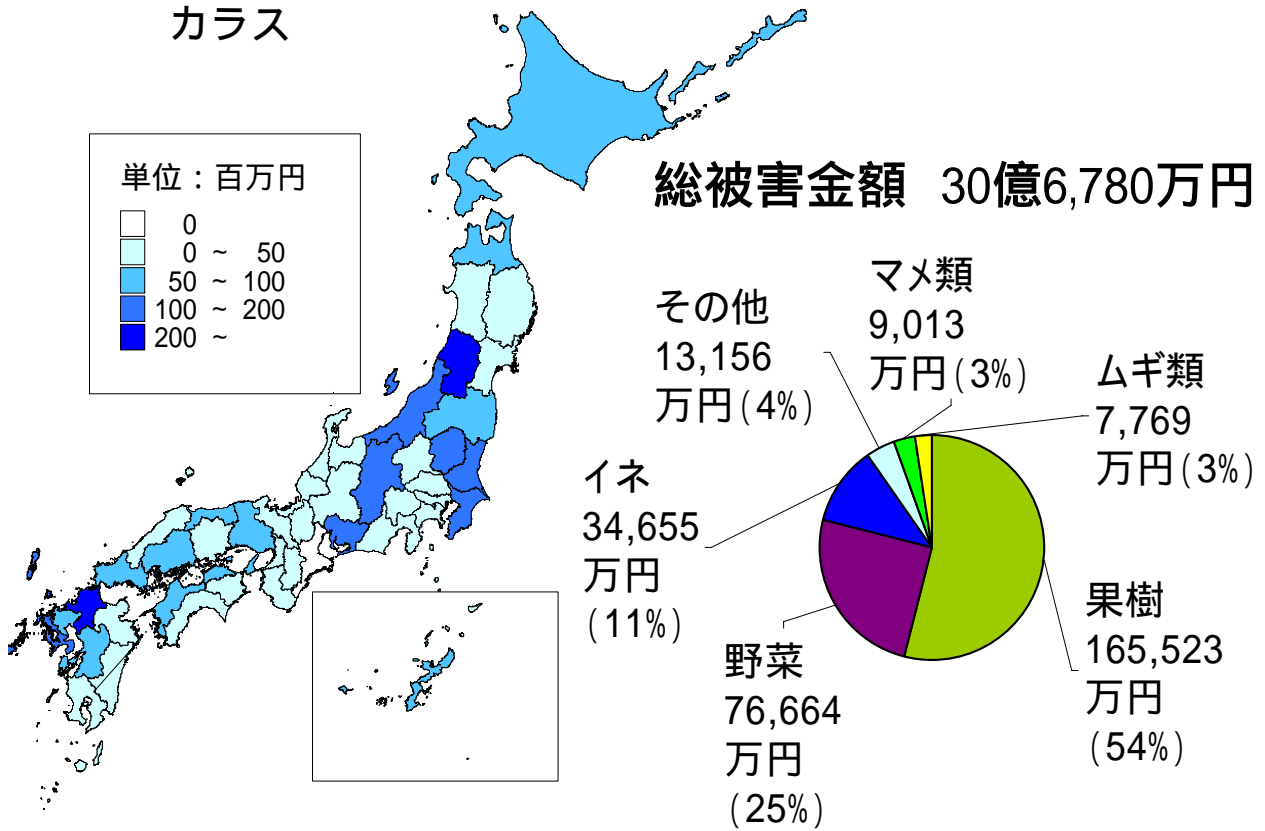 カラス
単位：百万円
0
0 ~ 50
50 ~ 100
100 ~ 200
200 ~
総被害金額 30億6,780万円
マメ類
9,013
万円(3%)
その他
13,156
万円(4%)
ムギ類
7,769
万円(3%)
イネ
34,655
万円
(11%)
果樹
165,523
万円
(54%)
野菜
76,664
万円
(25%)